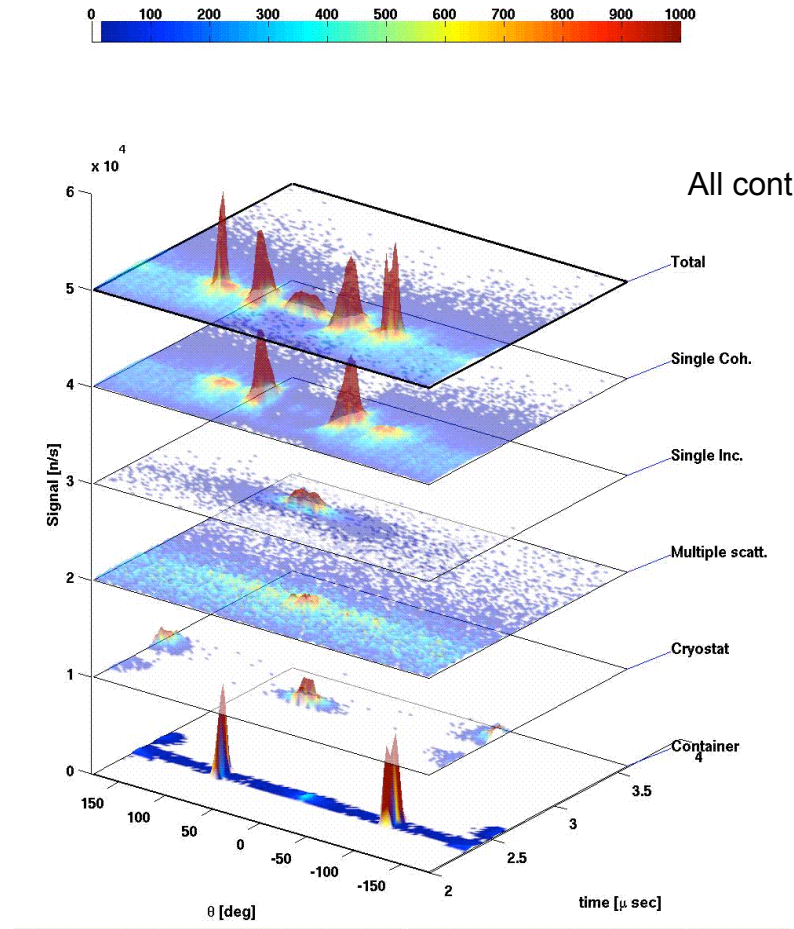 0 100 200 300 400 500 600 700 800 900 1000
x 10
4
All cont
6
5
4
3
2
1
0
Signal [n/s]
Total
Single Coh.
Single Inc.
Multiple scatt.
Cryostat
Container
150
100
50
0
-50
-100
-150
θ [deg]
2
2.5
3
3.5
4
time [μ sec]